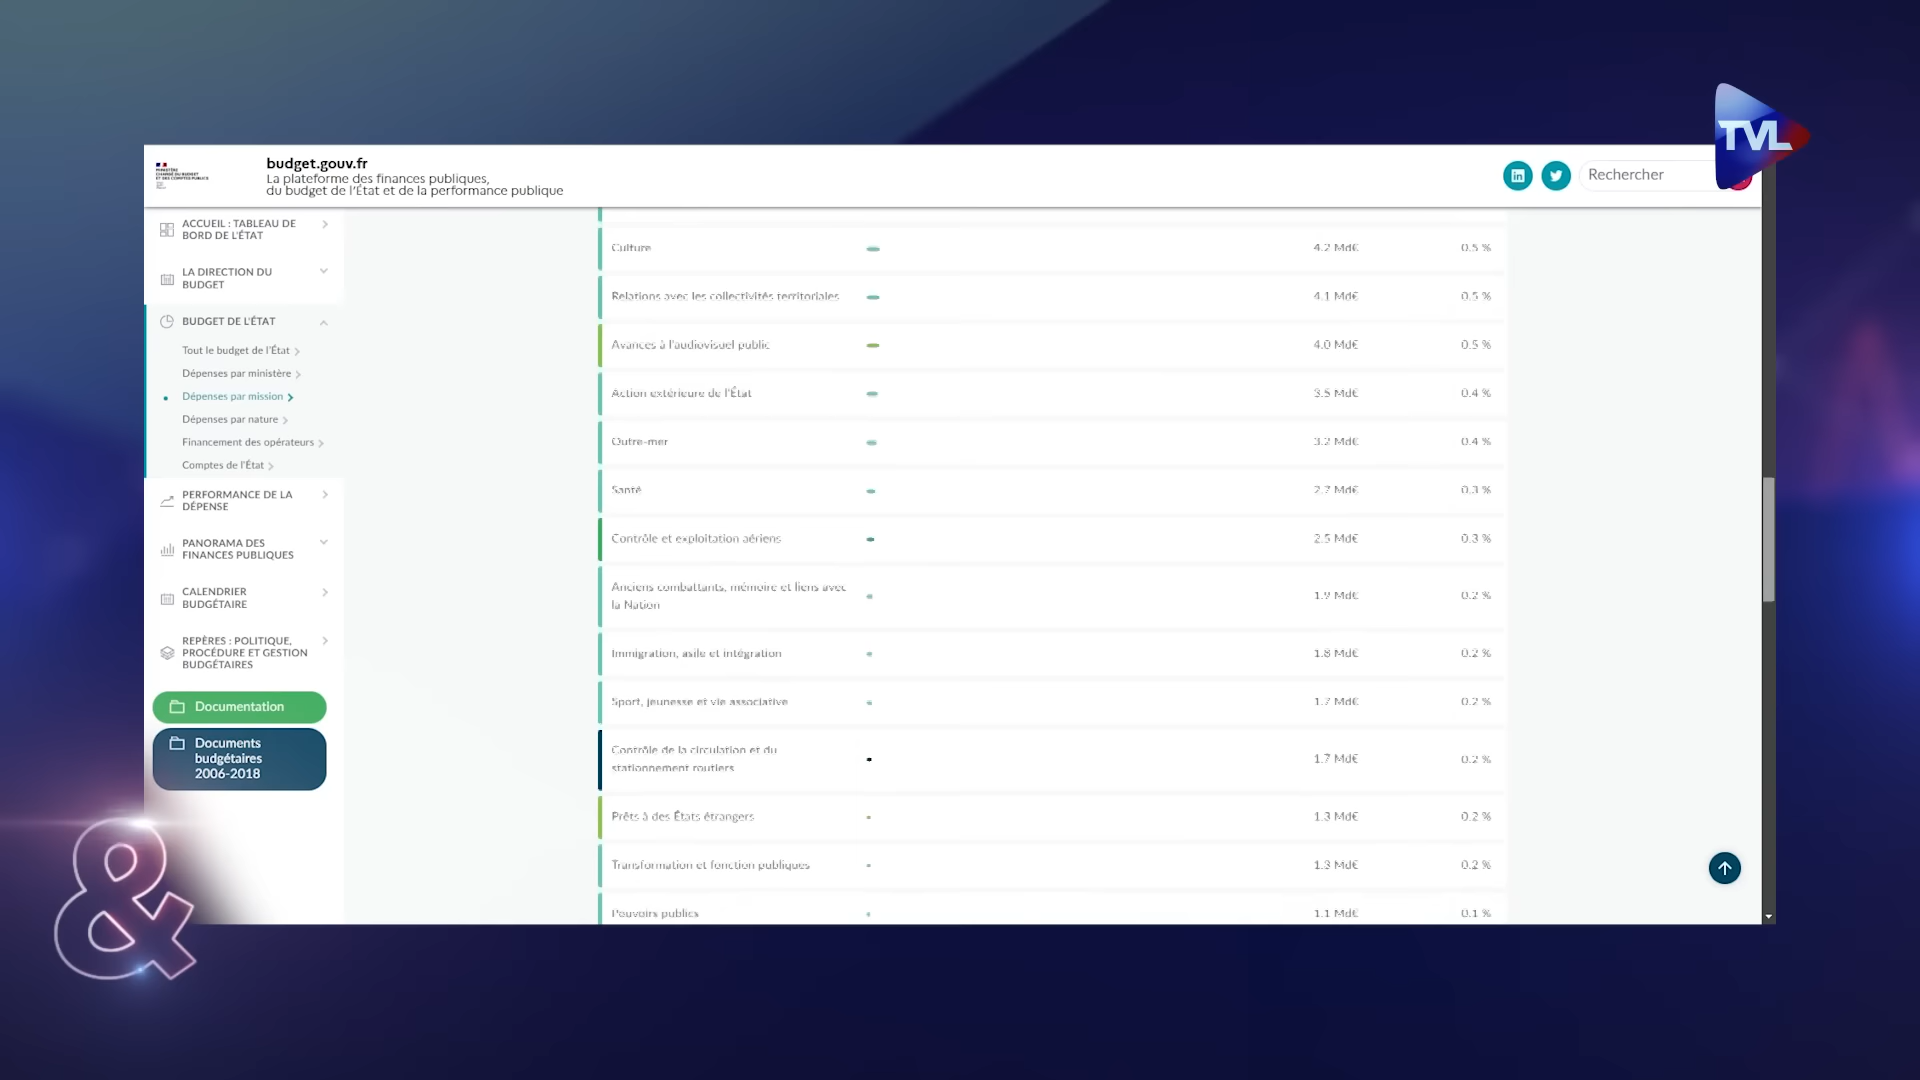 TVL
MINISTÈRE
CHARGÉ DU BUDGET
ET DES COMPTES PUBLICS
budget.gouv.fr
La plateforme des finances publiques,
du budget de l'État et de la performance publique
Rechercher
ACCUEIL : TABLEAU DE
BORD DE L'ÉTAT
LA DIRECTION DU
BUDGET
BUDGET DE L'ÉTAT
Tout le budget de l'État
Dépenses par ministère
Dépenses par mission
Dépenses par nature
Financement des opérateurs
Comptes de l'État
PERFORMANCE DE LA
DÉPENSE
PANORAMA DES
FINANCES PUBLIQUES
CALENDRIER
BUDGÉTAIRE
REPÈRES : POLITIQUE,
PROCÉDURE ET GESTION
BUDGÉTAIRES
Documentation
Documents
budgétaires
2006-2018
Culture 4.2 Md€ 0.5 %
Relations avec les collectivités territoriales 4.1 Md€ 0.5 %
Avances à l'audiovisuel public 4.0 Md€ 0.5 %
Action extérieure de l'État 3.5 Md€ 0.4 %
Outre-mer 3.2 Md€ 0.4 %
Santé 2.7 Md€ 0.3 %
Contrôle et exploitation aériens 2.5 Md€ 0.3 %
Anciens combattants, mémoire et liens avec
la Nation 1.9 Md€ 0.2 %
Immigration, asile et intégration 1.8 Md€ 0.2 %
Sport, jeunesse et vie associative 1.7 Md€ 0.2 %
Contrôle de la circulation et du
stationnement routiers 1.7 Md€ 0.2 %
Prêts à des États étrangers 1.3 Md€ 0.2 %
Transformation et fonction publiques 1.3 Md€ 0.2 %
Pouvoirs publics 1.1 Md€ 0.1 %
&